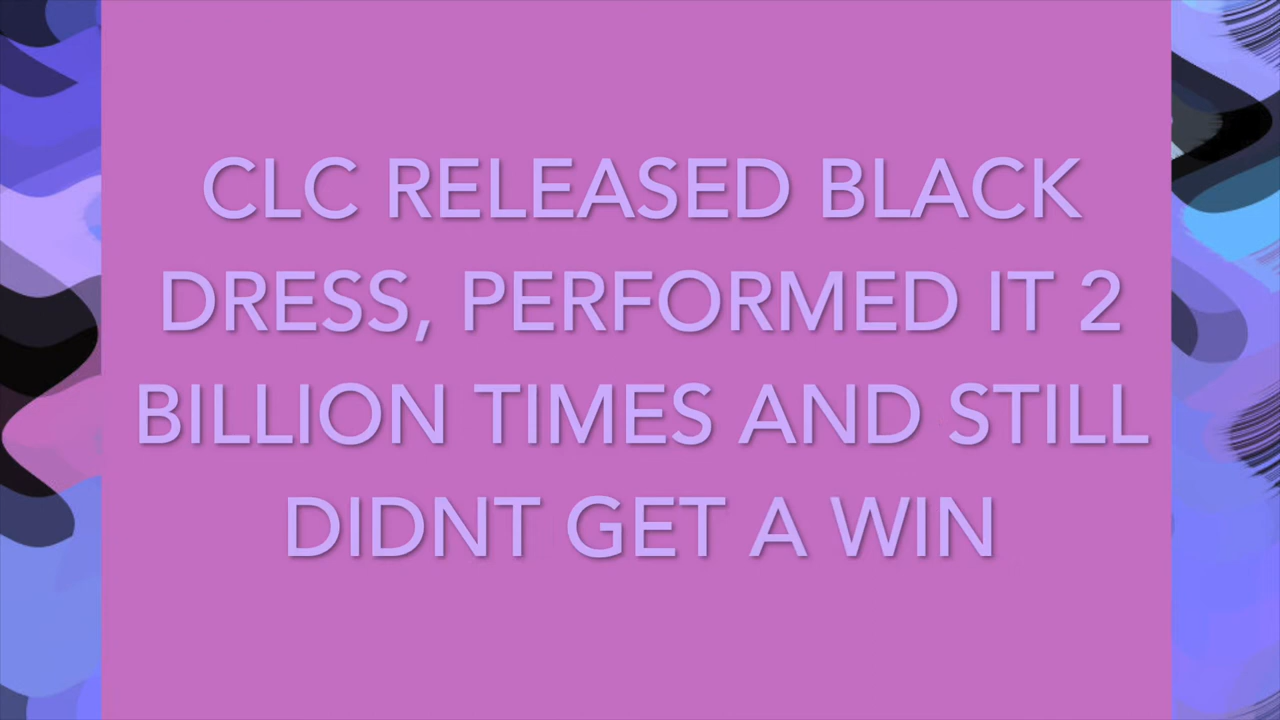 CLC RELEASED BLACK
DRESS, PERFORMED IT 2
BILLION TIMES AND STILL
DIDNT GET A WIN